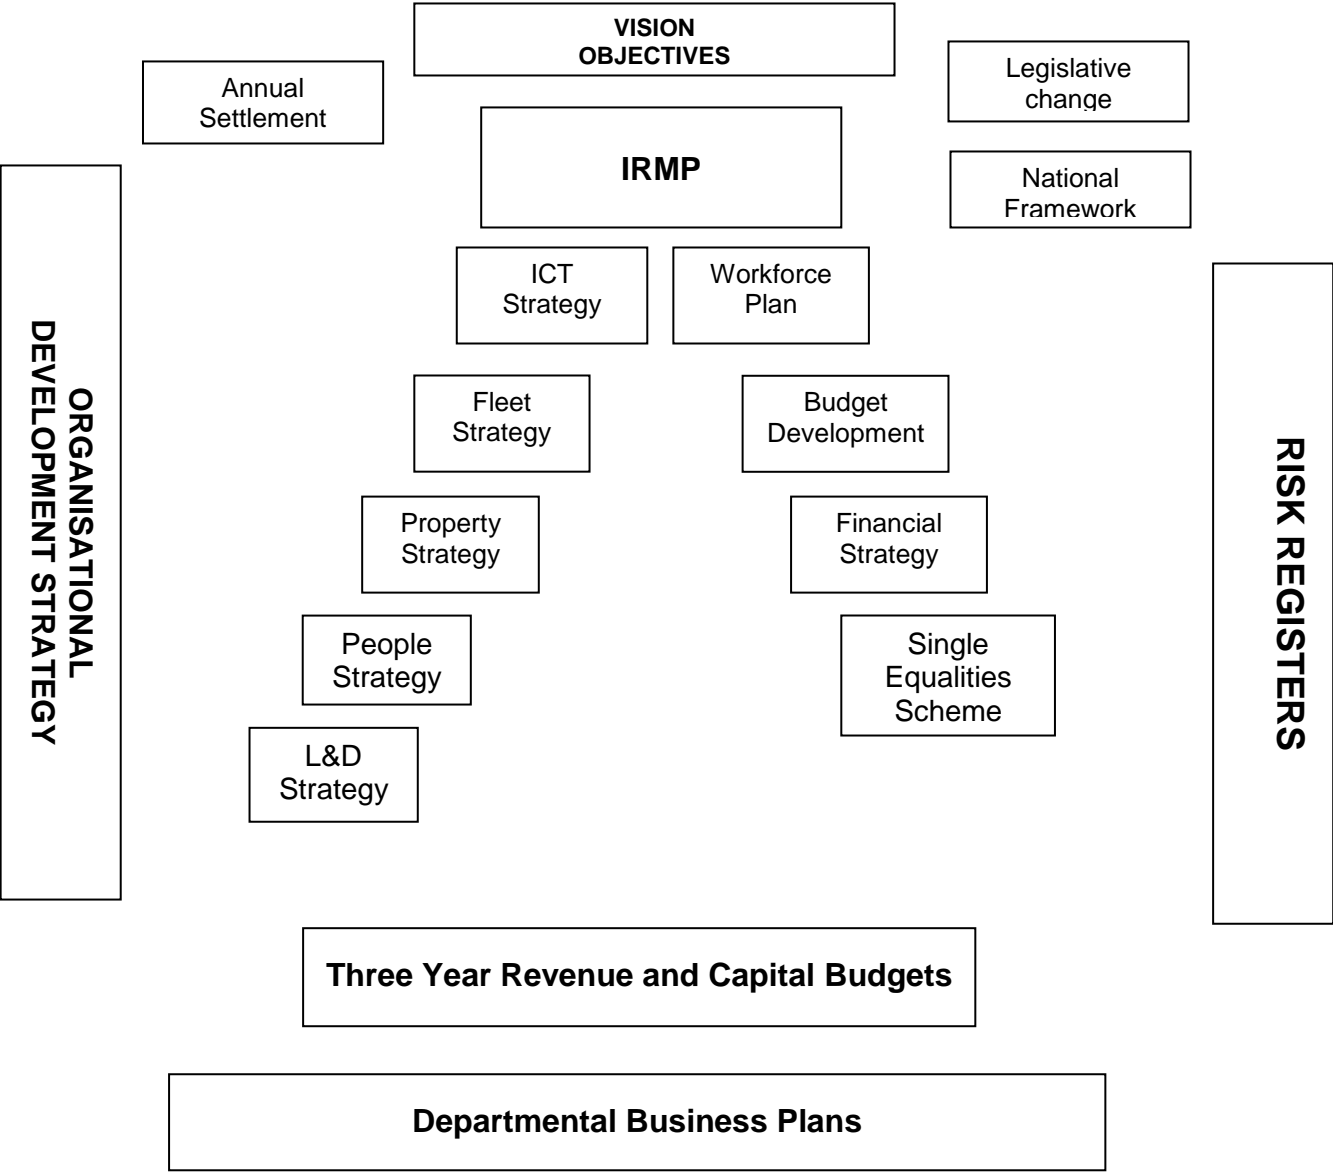 VISION
OBJECTIVES
Annual
Settlement
Legislative
change
IRMP
National
Framework
ICT
Strategy
Workforce
Plan
ORGANISATIONAL
DEVELOPMENT STRATEGY
RISK REGISTERS
Fleet
Strategy
Budget
Development
Property
Strategy
Financial
Strategy
People
Strategy
Single
Equalities
Scheme
L&D
Strategy
Three Year Revenue and Capital Budgets
Departmental Business Plans